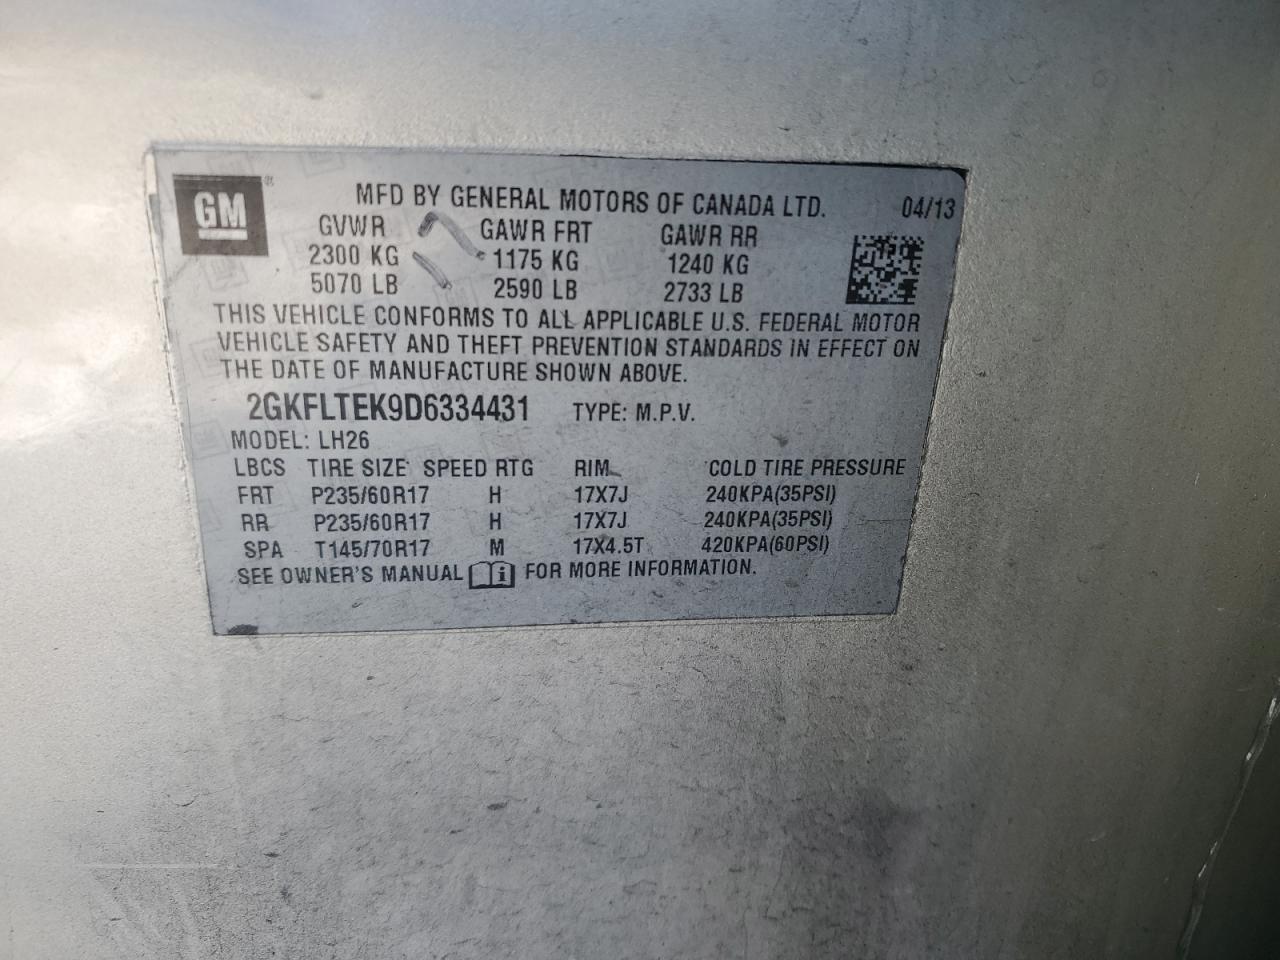 GM® MFD BY GENERAL MOTORS OF CANADA LTD. 04/13
GVWR GAWR FRT GAWR RR
2300 KG 1175 KG 1240 KG
5070 LB 2590 LB 2733 LB
THIS VEHICLE CONFORMS TO ALL APPLICABLE U.S. FEDERAL MOTOR
VEHICLE SAFETY AND THEFT PREVENTION STANDARDS IN EFFECT ON
THE DATE OF MANUFACTURE SHOWN ABOVE.
2GKFLTEK9D6334431 TYPE: M.P.V.
MODEL: LH26
LBCS TIRE SIZE SPEED RTG RIM COLD TIRE PRESSURE
FRT P235/60R17 H 17X7J 240KPA(35PSI)
RR P235/60R17 H 17X7J 240KPA(35PSI)
SPA T145/70R17 M 17X4.5T 420KPA(60PSI)
SEE OWNER'S MANUAL i FOR MORE INFORMATION.